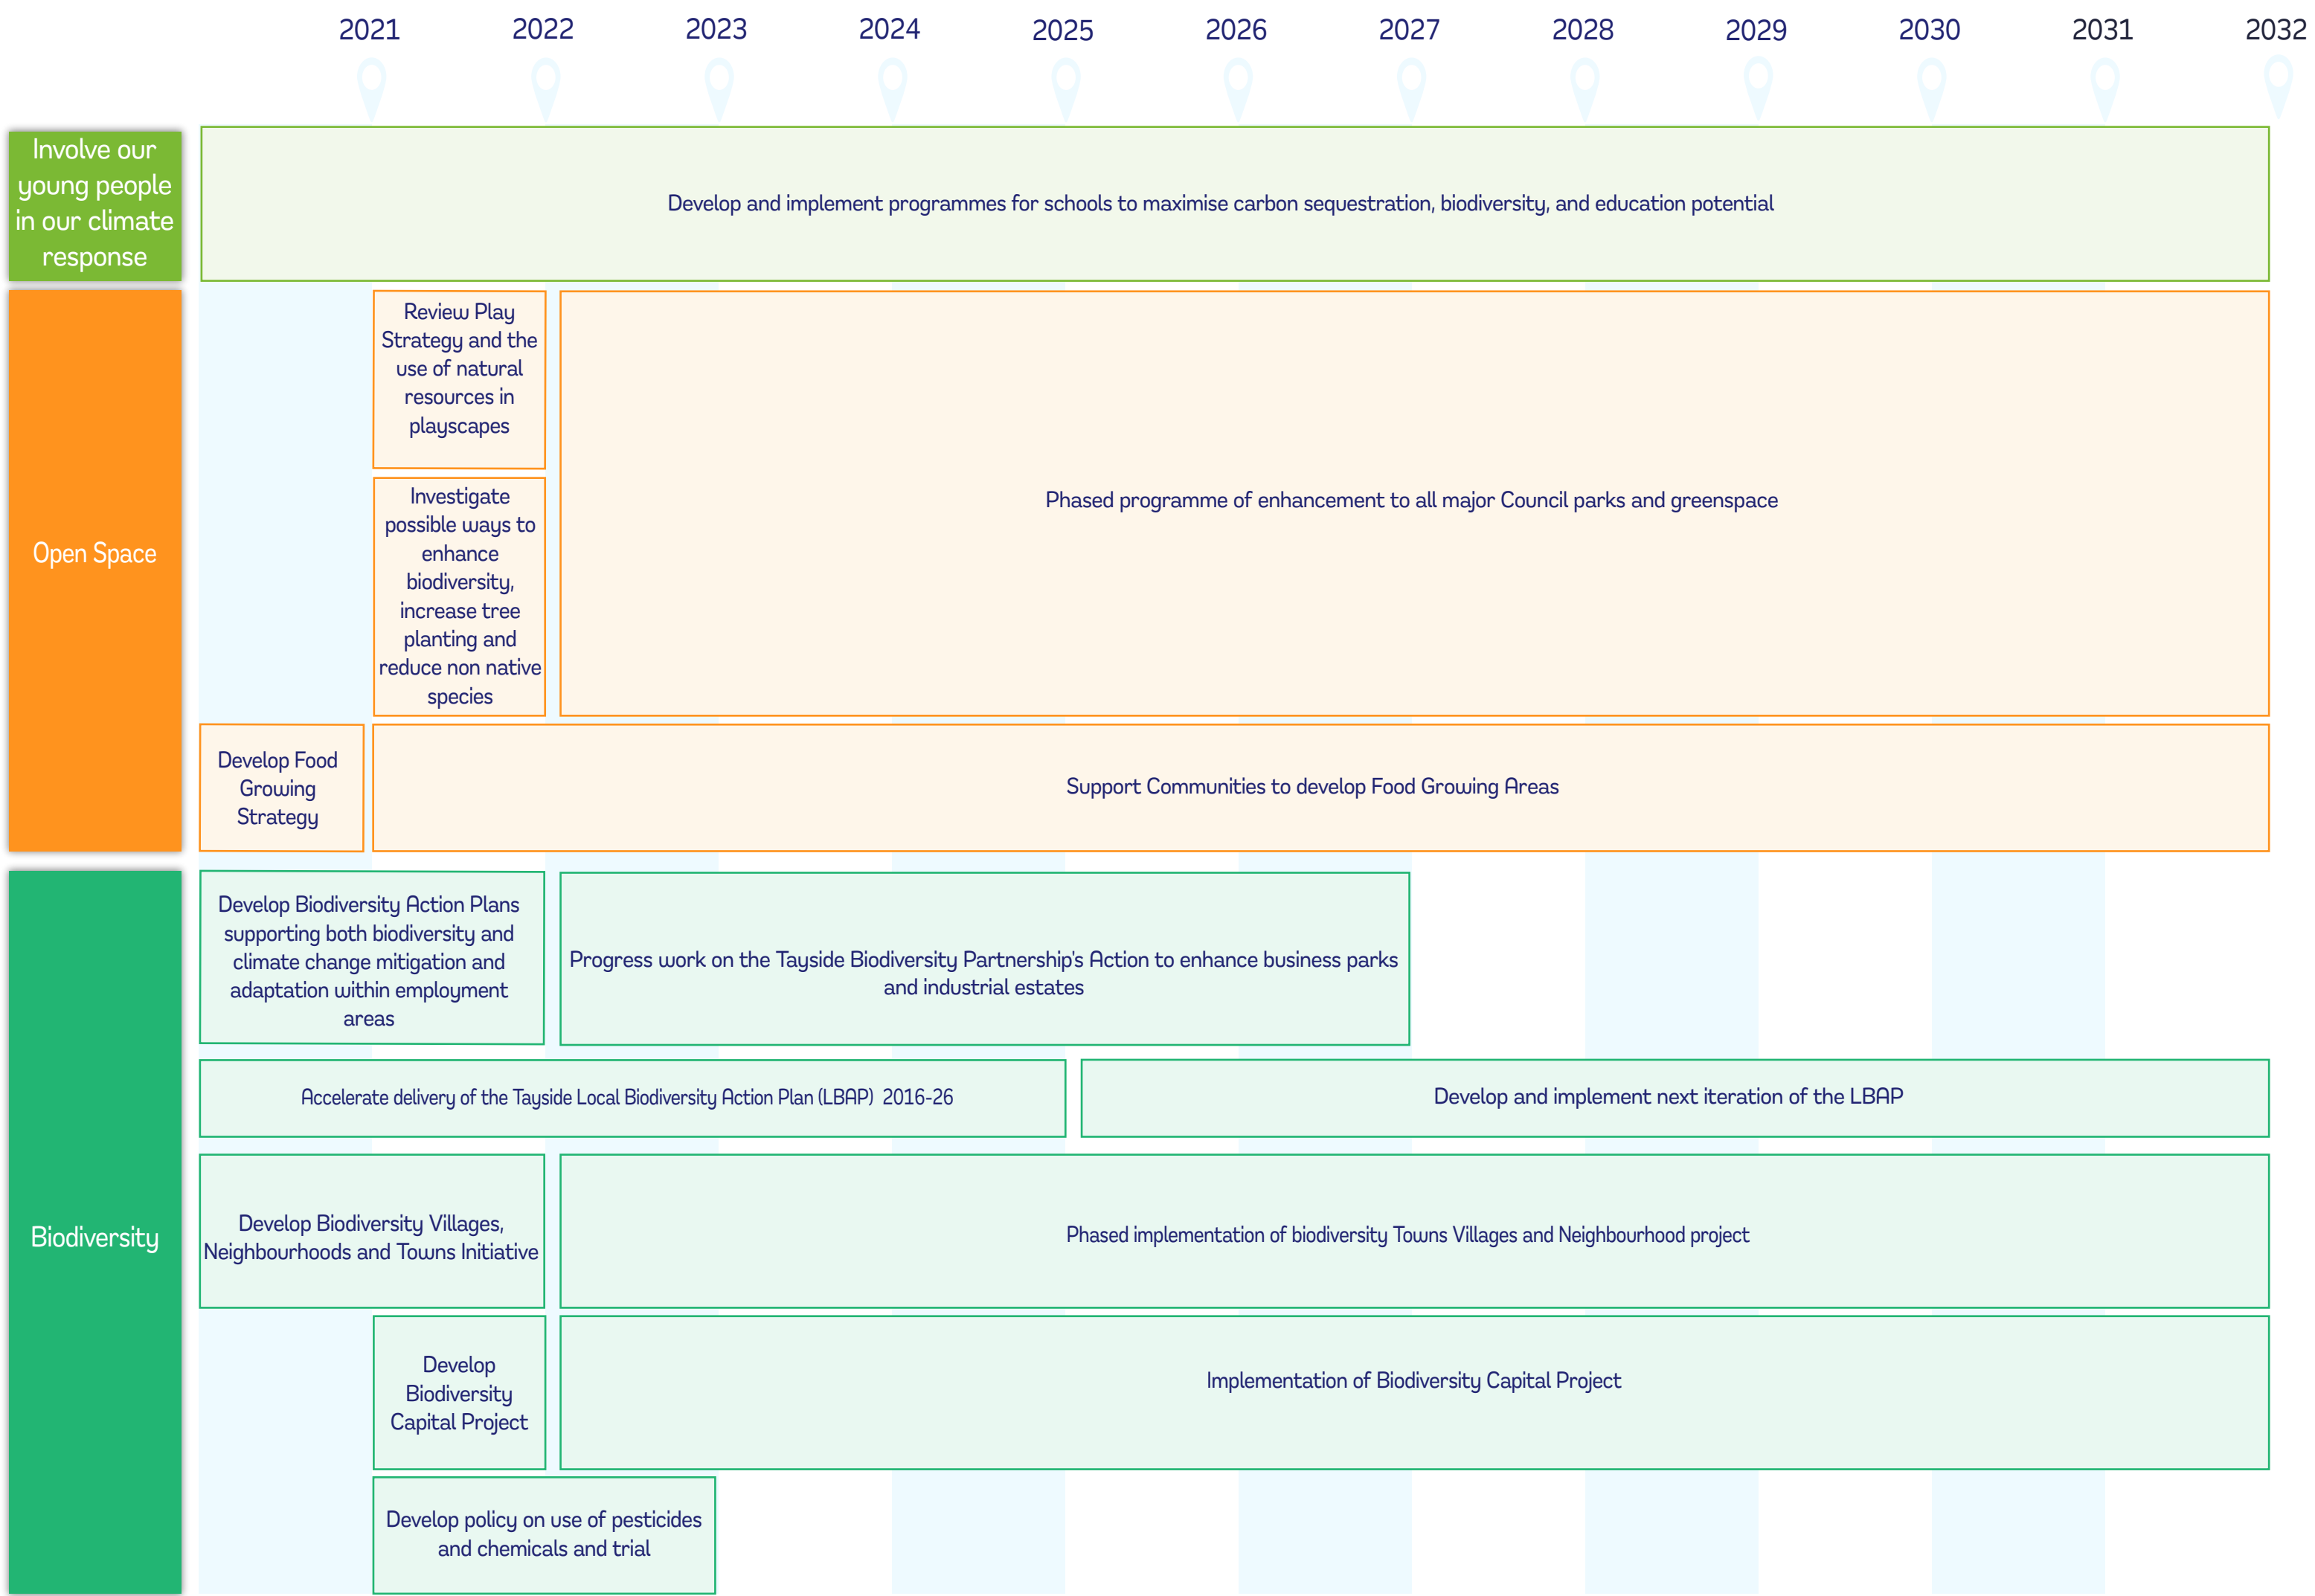 2021 2022 2023 2024 2025 2026 2027 2028 2029 2030 2031 2032
Involve our
young people
in our climate
response
Develop and implement programmes for schools to maximise carbon sequestration, biodiversity, and education potential
Open Space
Review Play
Strategy and the
use of natural
resources in
playscapes
Investigate
possible ways to
enhance
biodiversity,
increase tree
planting and
reduce non native
species
Phased programme of enhancement to all major Council parks and greenspace
Develop Food
Growing
Strategy
Support Communities to develop Food Growing Areas
Biodiversity
Develop Biodiversity Action Plans
supporting both biodiversity and
climate change mitigation and
adaptation within employment
areas
Progress work on the Tayside Biodiversity Partnership's Action to enhance business parks
and industrial estates
Accelerate delivery of the Tayside Local Biodiversity Action Plan (LBAP) 2016-26
Develop and implement next iteration of the LBAP
Develop Biodiversity Villages,
Neighbourhoods and Towns Initiative
Phased implementation of biodiversity Towns Villages and Neighbourhood project
Develop
Biodiversity
Capital Project
Implementation of Biodiversity Capital Project
Develop policy on use of pesticides
and chemicals and trial